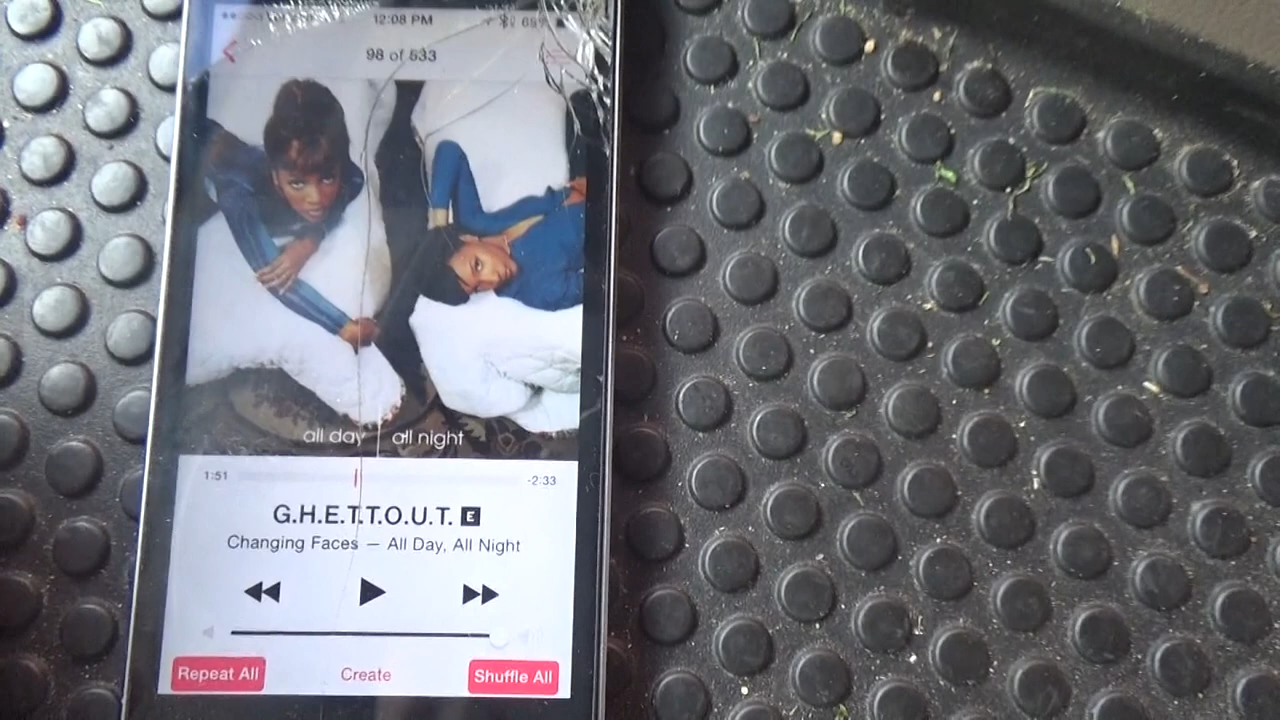 12:08 PM
98 of 533
all day all night
1:51 -2:33
G.H.E.T.T.O.U.T. E
Changing Faces — All Day, All Night
Repeat All Create Shuffle All